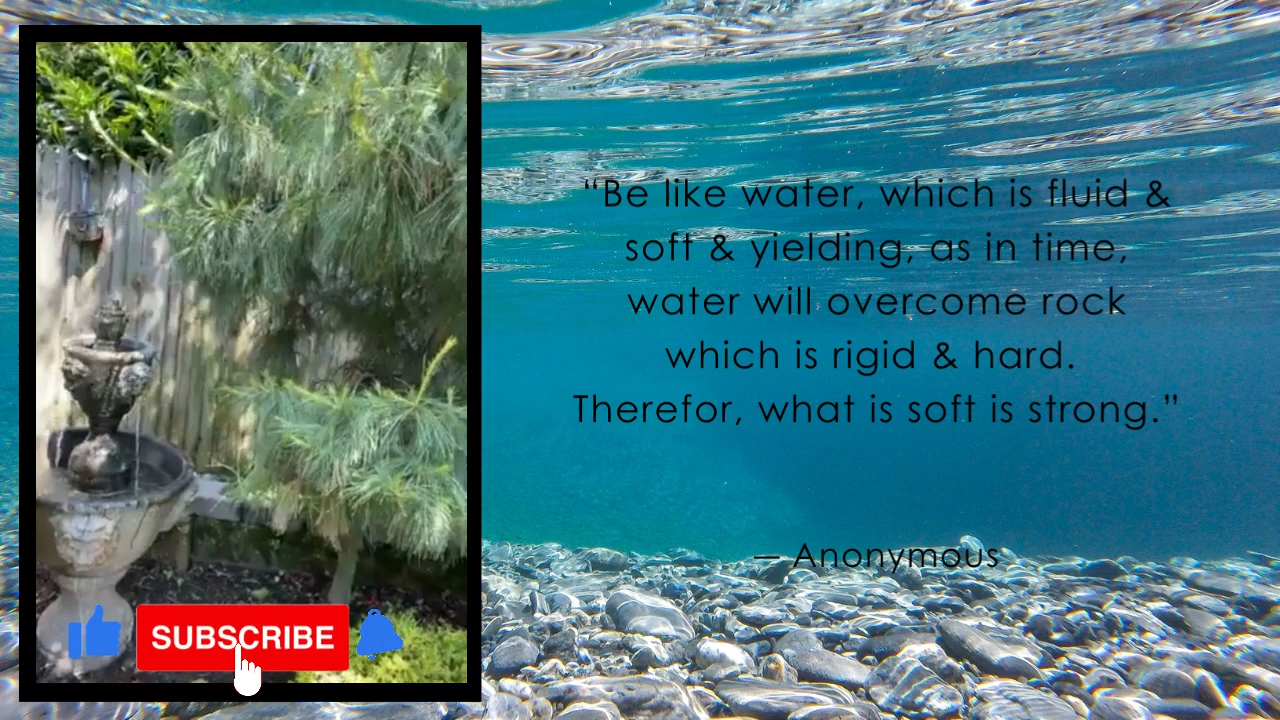 “Be like water, which is fluid &
soft & yielding, as in time,
water will overcome rock
which is rigid & hard.
Therefor, what is soft is strong.”
— Anonymous
SUBSCRIBE